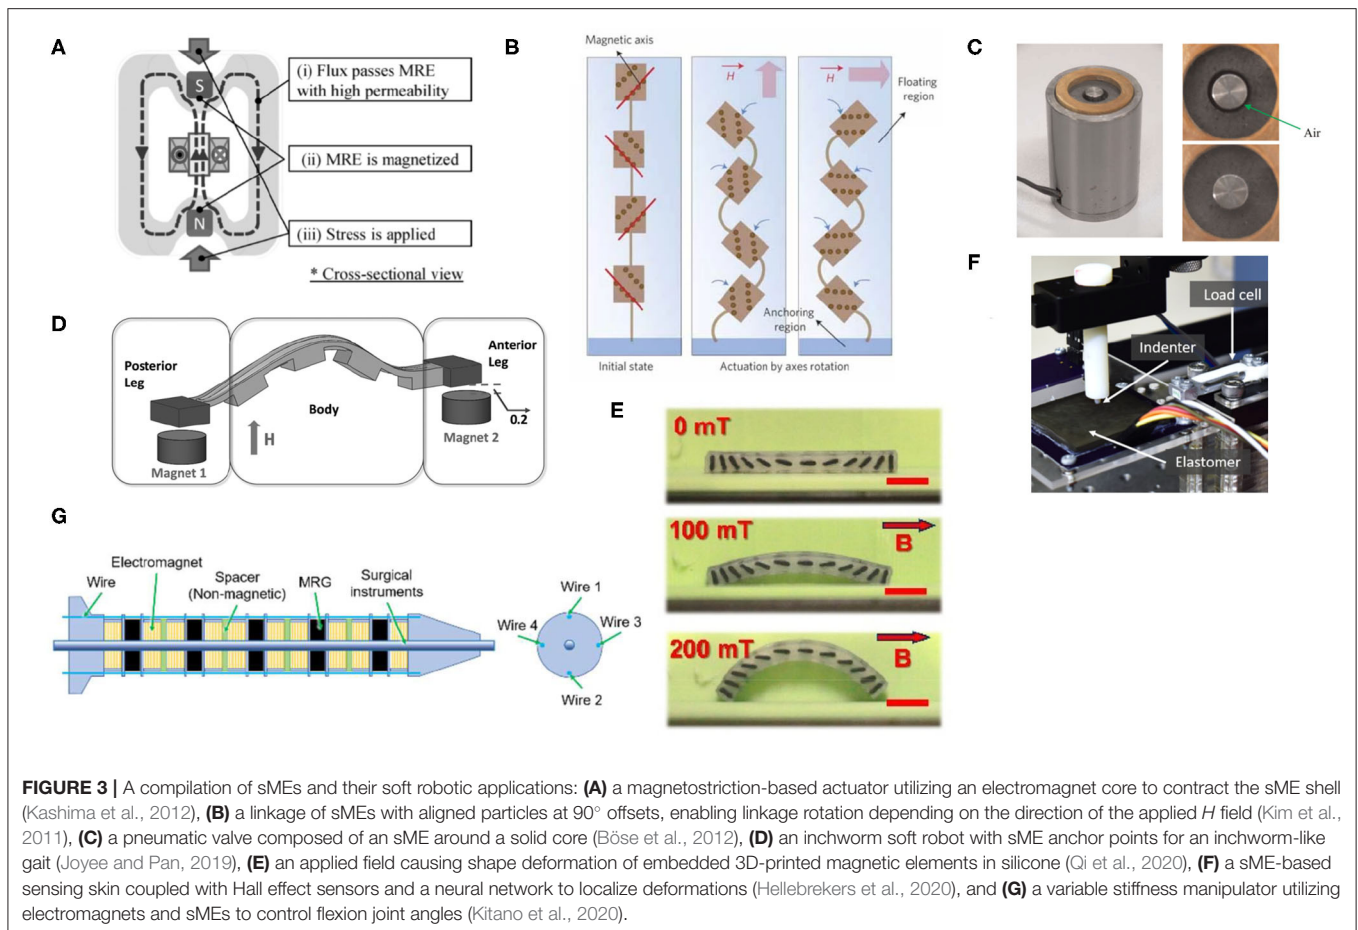 A
(i) Flux passes MRE
with high permeability
S
(ii) MRE is magnetized
N
(iii) Stress is applied
* Cross-sectional view
B
Magnetic axis
H
H
Floating
region
Anchoring
region
Initial state
Actuation by axes rotation
C
Air
D
Posterior
Leg
Anterior
Leg
Body
H
0.2
Magnet 1
Magnet 2
E
0 mT
100 mT
B
200 mT
B
F
Load cell
Indenter
Elastomer
G
Wire
Electromagnet
Spacer
(Non-magnetic)
MRG
Surgical
instruments
Wire 1
Wire 4
Wire 3
Wire 2
FIGURE 3 | A compilation of sMEs and their soft robotic applications: (A) a magnetostriction-based actuator utilizing an electromagnet core to contract the sME shell
(Kashima et al., 2012), (B) a linkage of sMEs with aligned particles at 90° offsets, enabling linkage rotation depending on the direction of the applied H field (Kim et al.,
2011), (C) a pneumatic valve composed of an sME around a solid core (Böse et al., 2012), (D) an inchworm soft robot with sME anchor points for an inchworm-like
gait (Joyee and Pan, 2019), (E) an applied field causing shape deformation of embedded 3D-printed magnetic elements in silicone (Qi et al., 2020), (F) a sME-based
sensing skin coupled with Hall effect sensors and a neural network to localize deformations (Hellebrekers et al., 2020), and (G) a variable stiffness manipulator utilizing
electromagnets and sMEs to control flexion joint angles (Kitano et al., 2020).